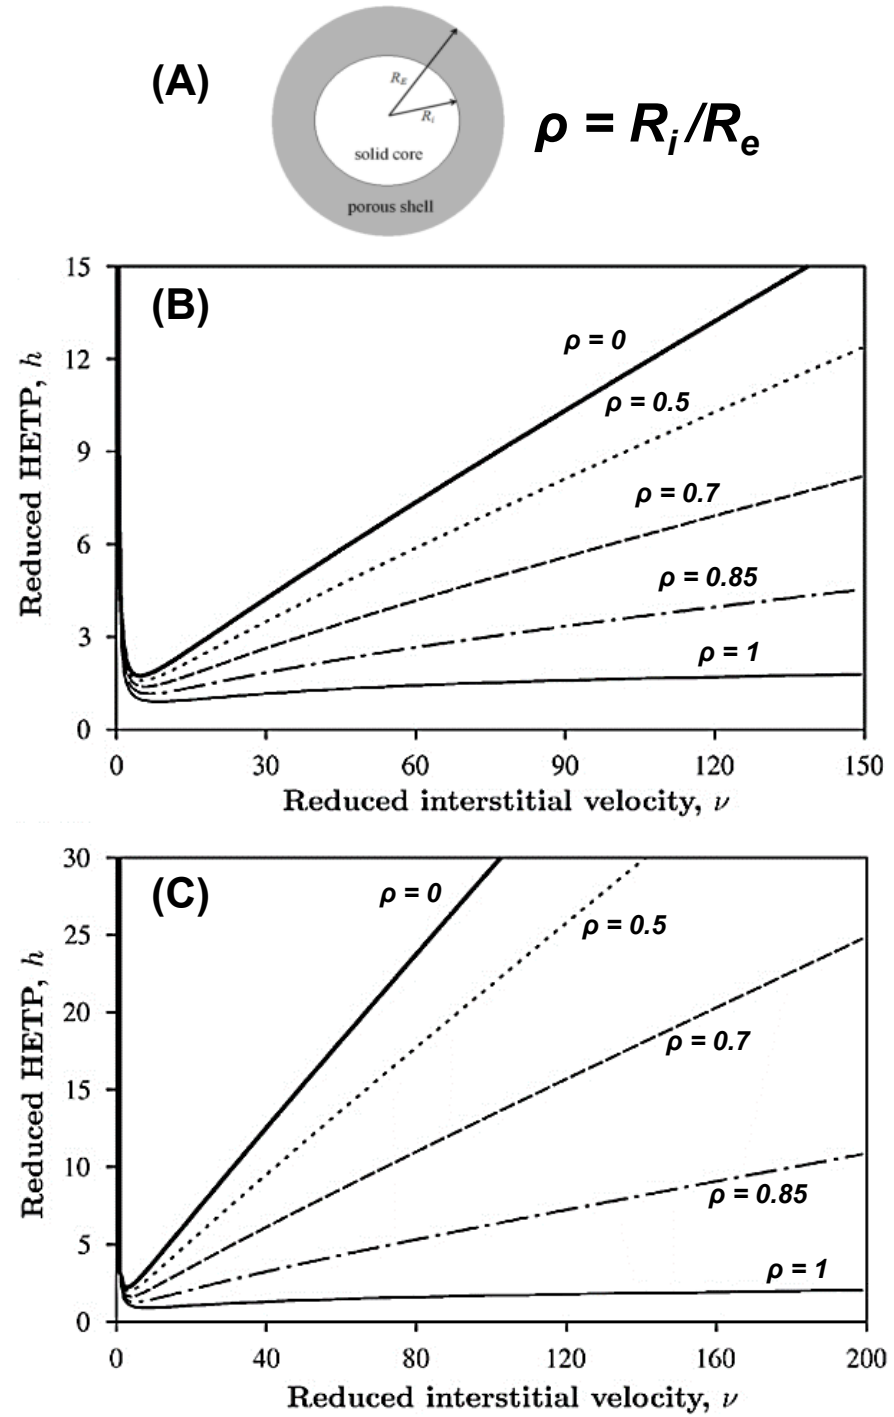 (A)
R_E
R_i
solid core
porous shell
ρ = R_i /R_e
(B)
15
12
9
6
3
0
Reduced HETP, h
ρ = 0
ρ = 0.5
ρ = 0.7
ρ = 0.85
ρ = 1
0 30 60 90 120 150
Reduced interstitial velocity, ν
(C)
30
25
20
15
10
5
0
Reduced HETP, h
ρ = 0
ρ = 0.5
ρ = 0.7
ρ = 0.85
ρ = 1
0 40 80 120 160 200
Reduced interstitial velocity, ν